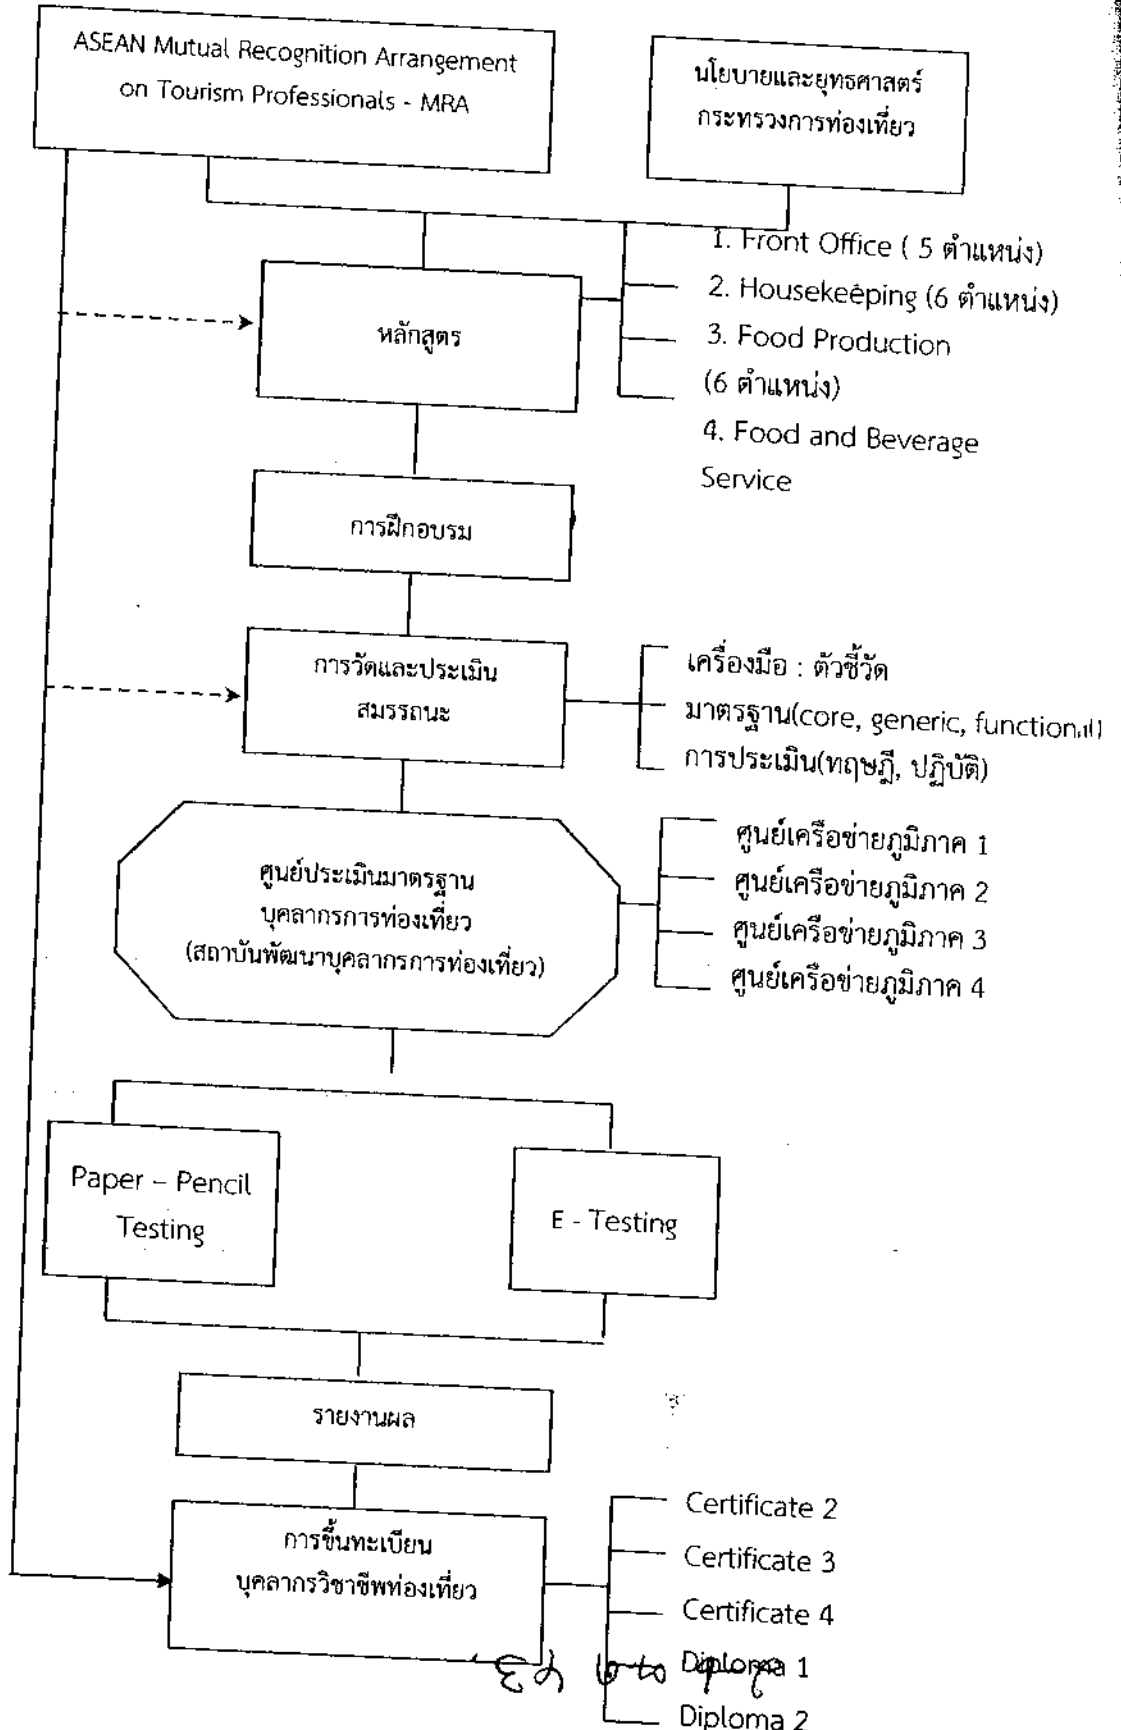 ASEAN Mutual Recognition Arrangement
on Tourism Professionals - MRA
นโยบายและยุทธศาสตร์
กระทรวงการท่องเที่ยว
หลักสูตร
1. Front Office ( 5 ตำแหน่ง)
2. Housekeeping (6 ตำแหน่ง)
3. Food Production
(6 ตำแหน่ง)
4. Food and Beverage
Service
การฝึกอบรม
การวัดและประเมิน
สมรรถนะ
เครื่องมือ : ตัวชี้วัด
มาตรฐาน(core, generic, functional)
การประเมิน(ทฤษฎี, ปฏิบัติ)
ศูนย์ประเมินมาตรฐาน
บุคลากรการท่องเที่ยว
(สถาบันพัฒนาบุคลากรการท่องเที่ยว)
ศูนย์เครือข่ายภูมิภาค 1
ศูนย์เครือข่ายภูมิภาค 2
ศูนย์เครือข่ายภูมิภาค 3
ศูนย์เครือข่ายภูมิภาค 4
Paper – Pencil
Testing
E - Testing
รายงานผล
การขึ้นทะเบียน
บุคลากรวิชาชีพท่องเที่ยว
Certificate 2
Certificate 3
Certificate 4
Diploma 1
Diploma 2